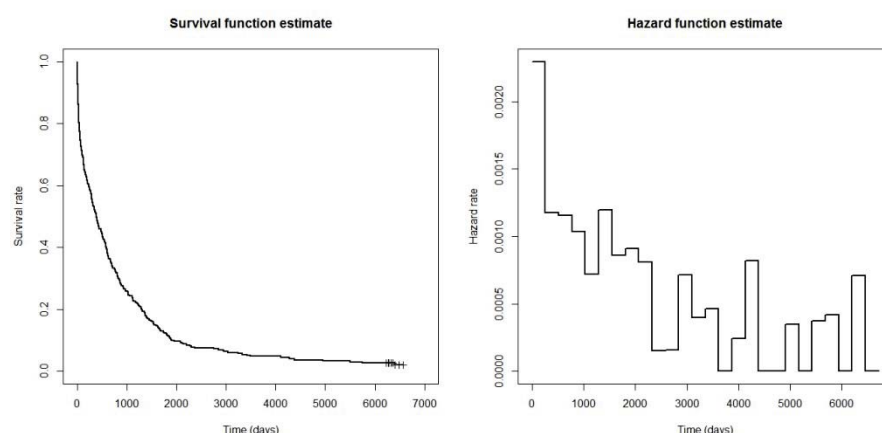 Survival function estimate
Survival rate
0.0 0.2 0.4 0.6 0.8 1.0
0 1000 2000 3000 4000 5000 6000 7000
Time (days)
Hazard function estimate
Hazard rate
0.0000 0.0005 0.0010 0.0015 0.0020
0 1000 2000 3000 4000 5000 6000
Time (days)